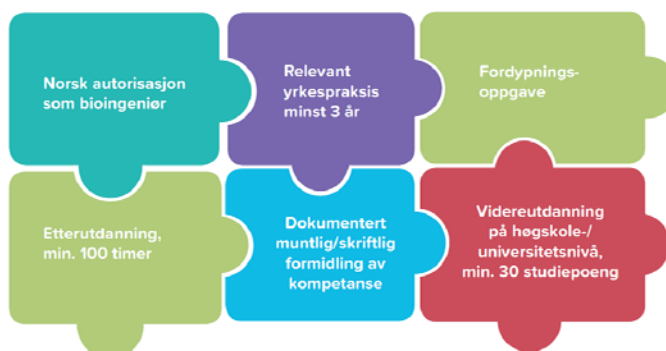 Norsk autorisasjon
som bioingeniør
Relevant
yrkespraksis
minst 3 år
Fordypnings-
oppgave
Etterutdanning,
min. 100 timer
Dokumentert
muntlig/skriftlig
formidling av
kompetanse
Videreutdanning
på høgskole-/
universitetsnivå,
min. 30 studiepoeng